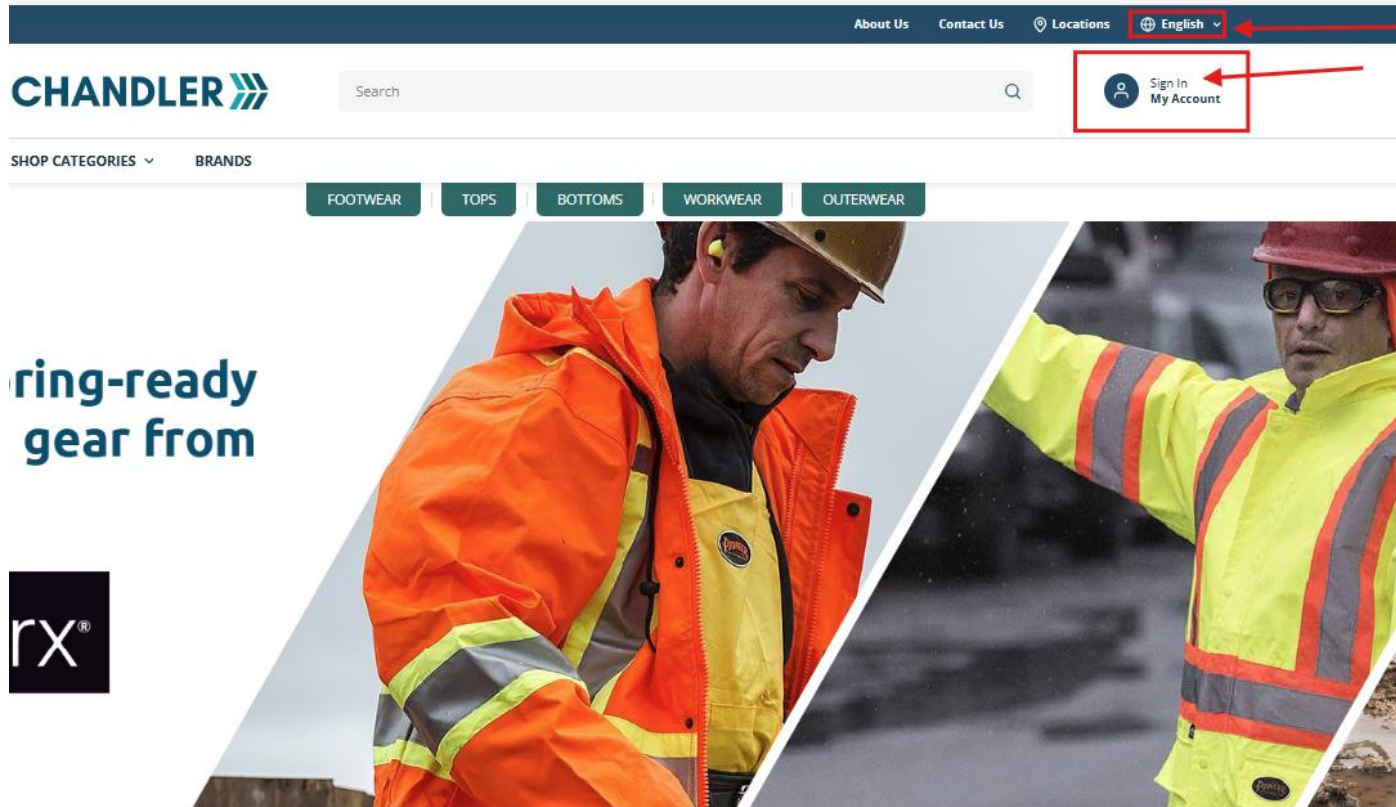 About Us Contact Us Locations English
CHANDLER
Search
Sign In
My Account
SHOP CATEGORIES BRANDS
FOOTWEAR TOPS BOTTOMS WORKWEAR OUTERWEAR
ring-ready
gear from
rx®
PIONEER